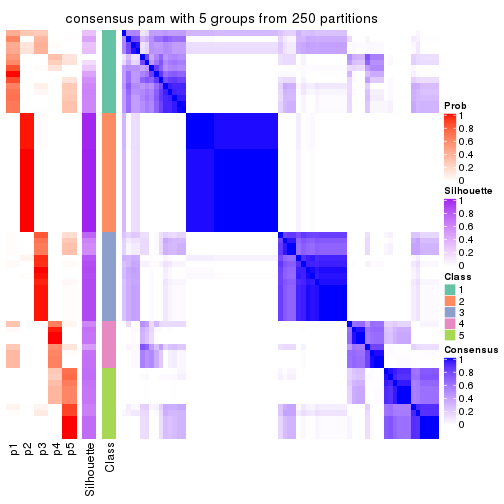 consensus pam with 5 groups from 250 partitions
Prob
1
0.8
0.6
0.4
0.2
0
Silhouette
1
0.8
0.6
0.4
0.2
0
Class
1
2
3
4
5
Consensus
1
0.8
0.6
0.4
0.2
0
p1
p2
p3
p4
p5
Silhouette
Class